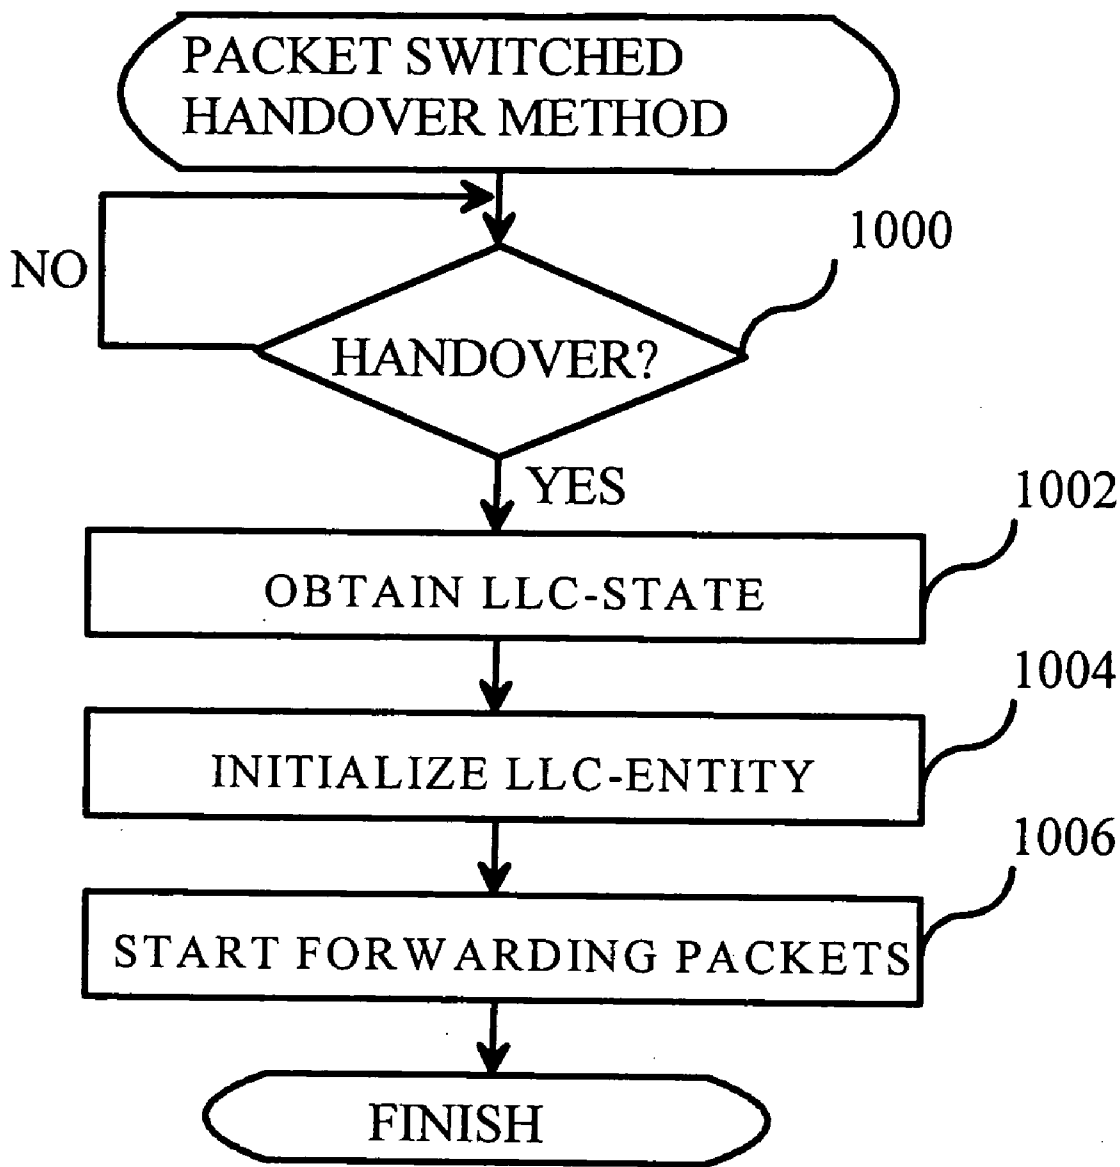 PACKET SWITCHED
HANDOVER METHOD
1000
NO
HANDOVER?
YES
1002
OBTAIN LLC-STATE
1004
INITIALIZE LLC-ENTITY
1006
START FORWARDING PACKETS
FINISH